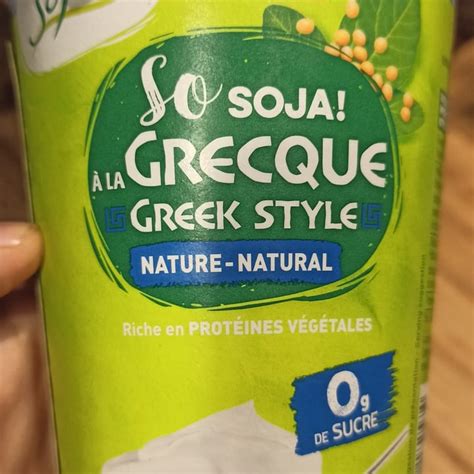 So SOJA!
À LA GRECQUE
GREEK STYLE
NATURE - NATURAL
Riche en PROTÉINES VÉGÉTALES
0g
DE SUCRE